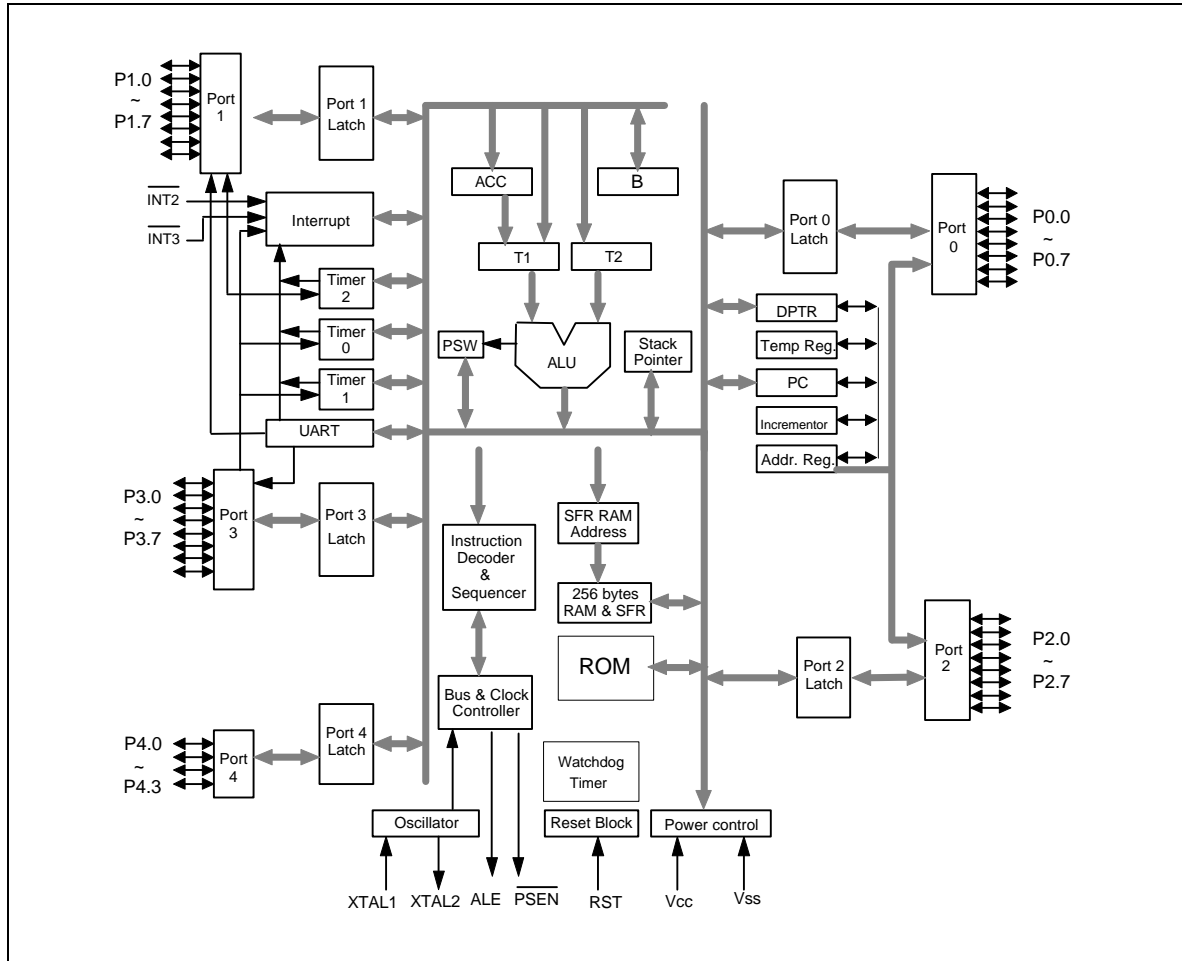 P1.0
~
P1.7
Port
1
Port 1
Latch
ACC
B
INT2
INT3
Interrupt
Port 0
Latch
Port
0
P0.0
~
P0.7
T1
T2
Timer
2
DPTR
Timer
0
PSW
ALU
Stack
Pointer
Temp Reg.
Timer
1
PC
UART
Incrementor
Addr. Reg.
P3.0
~
P3.7
Port
3
Port 3
Latch
Instruction
Decoder
&
Sequencer
SFR RAM
Address
256 bytes
RAM & SFR
ROM
Port 2
Latch
Port
2
P2.0
~
P2.7
Bus & Clock
Controller
P4.0
~
P4.3
Port
4
Port 4
Latch
Watchdog
Timer
Oscillator
Reset Block
Power control
XTAL1
XTAL2
ALE
PSEN
RST
Vcc
Vss